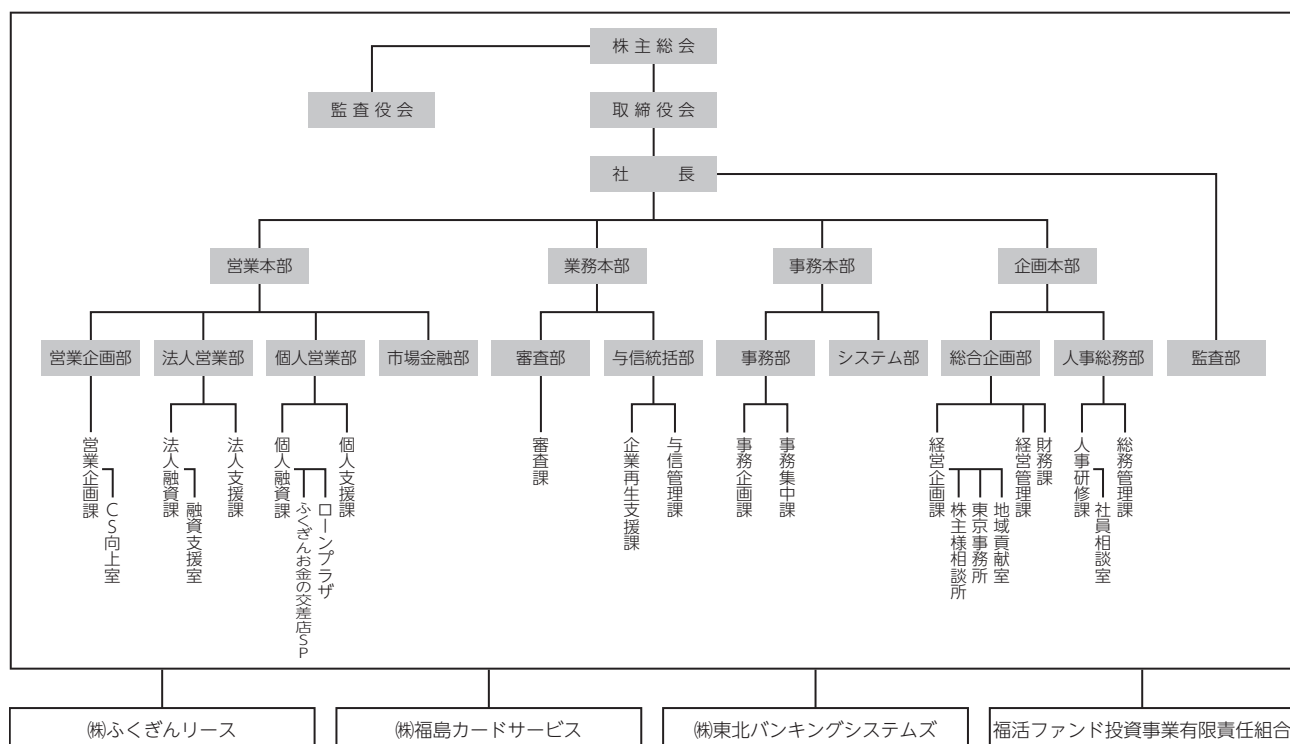 株主総会
監査役会
取締役会
社　長
営業本部
業務本部
事務本部
企画本部
営業企画部
法人営業部
個人営業部
市場金融部
審査部
与信統括部
事務部
システム部
総合企画部
人事総務部
監査部
営業企画課
CS向上室
法人融資課
融資支援室
法人支援課
個人融資課
ふくぎんお金の交差店SP
ローンプラザ
個人支援課
審査課
企業再生支援課
与信管理課
事務企画課
事務集中課
経営企画課
株主様相談所
東京事務所
地域貢献室
経営管理課
財務課
人事研修課
社員相談室
総務管理課
㈱ふくぎんリース
㈱福島カードサービス
㈱東北バンキングシステムズ
福活ファンド投資事業有限責任組合